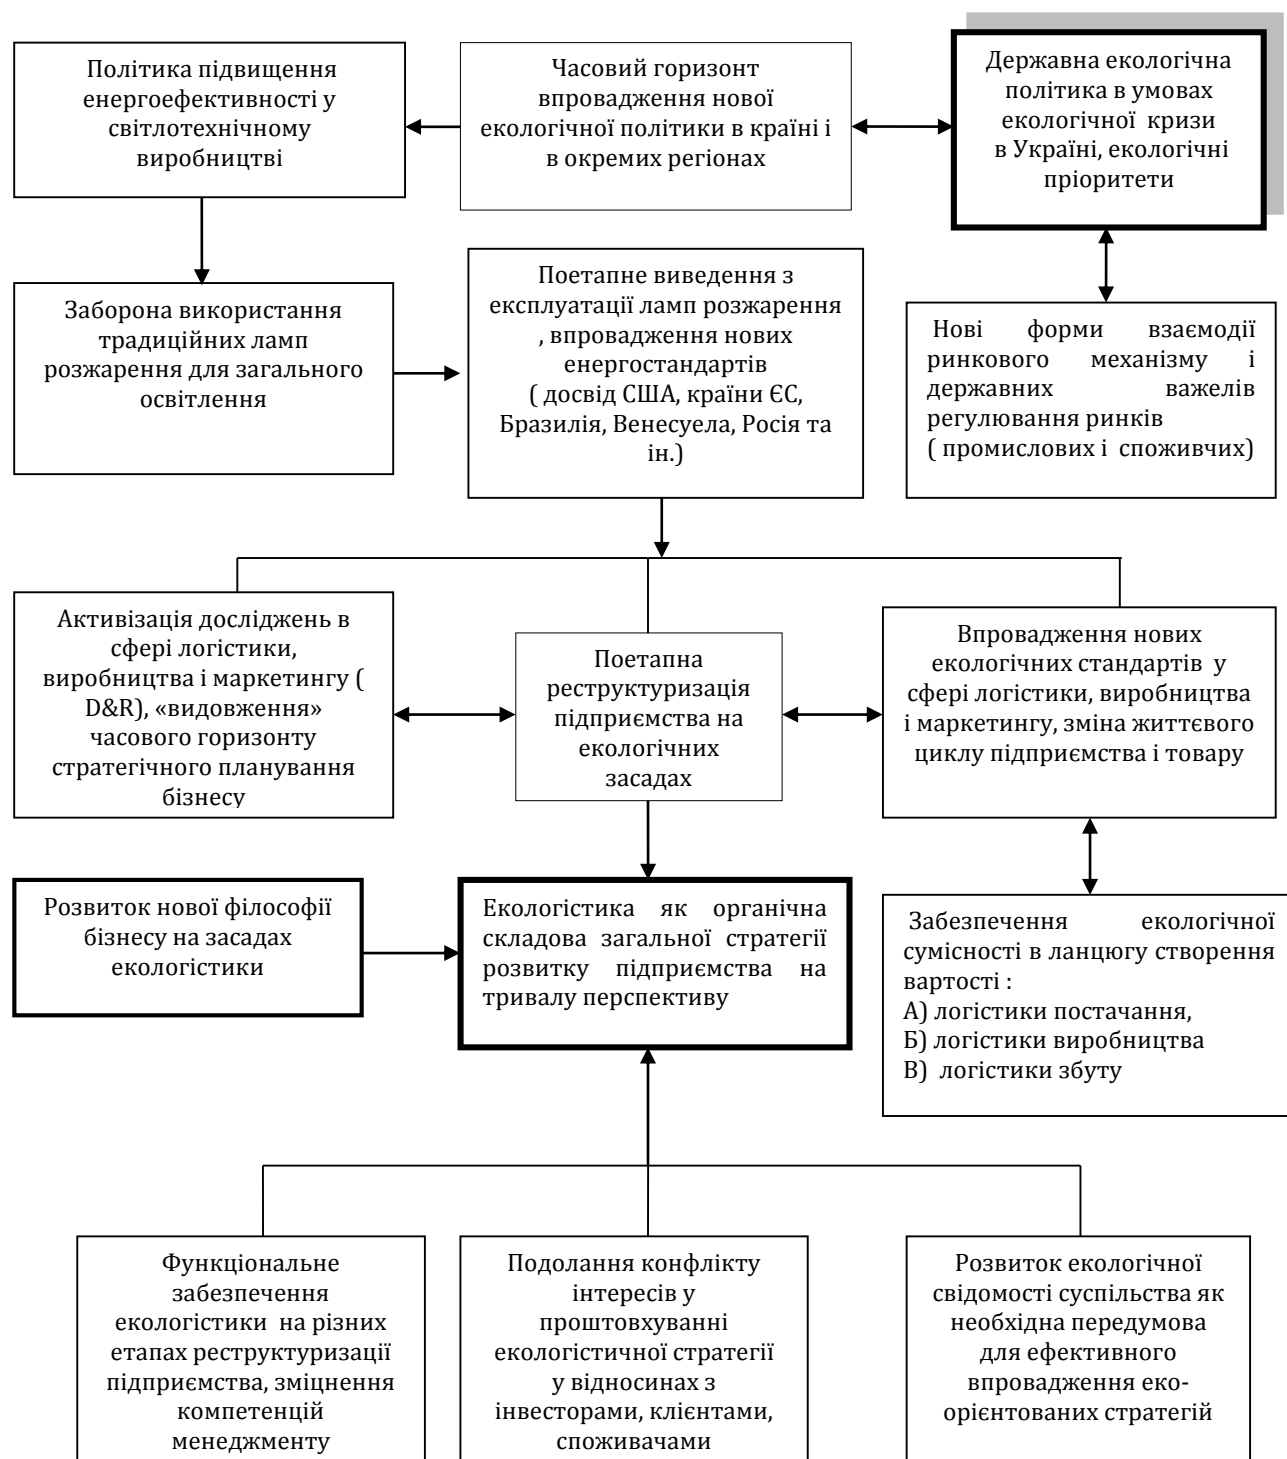 Політика підвищення
енергоефективності у
світлотехнічному
виробництві
Часовий горизонт
впровадження нової
екологічної політики в країні і
в окремих регіонах
Державна екологічна
політика в умовах
екологічної кризи
в Україні, екологічні
пріоритети
Заборона використання
традиційних ламп
розжарення для загального
освітлення
Поетапне виведення з
експлуатації ламп розжарення
, впровадження нових
енергостандартів
( досвід США, країни ЄС,
Бразилія, Венесуела, Росія та
ін.)
Нові форми взаємодії
ринкового механізму і
державних важелів
регулювання ринків
( промислових і споживчих)
Активізація досліджень в
сфері логістики,
виробництва і маркетингу (
D&R), «видовження»
часового горизонту
стратегічного планування
бізнесу
Поетапна
реструктуризація
підприємства на
екологічних
засадах
Впровадження нових
екологічних стандартів у
сфері логістики, виробництва
і маркетингу, зміна життєвого
циклу підприємства і товару
Розвиток нової філософії
бізнесу на засадах
екологістики
Екологістика як органічна
складова загальної стратегії
розвитку підприємства на
тривалу перспективу
Забезпечення екологічної
сумісності в ланцюгу створення
вартості :
А) логістики постачання,
Б) логістики виробництва
В) логістики збуту
Функціональне
забезпечення
екологістики на різних
етапах реструктуризації
підприємства, зміцнення
компетенцій
менеджменту
Подолання конфлікту
інтересів у
проштовхуванні
екологістичної стратегії
у відносинах з
інвесторами, клієнтами,
споживачами
Розвиток екологічної
свідомості суспільства як
необхідна передумова
для ефективного
впровадження еко-
орієнтованих стратегій